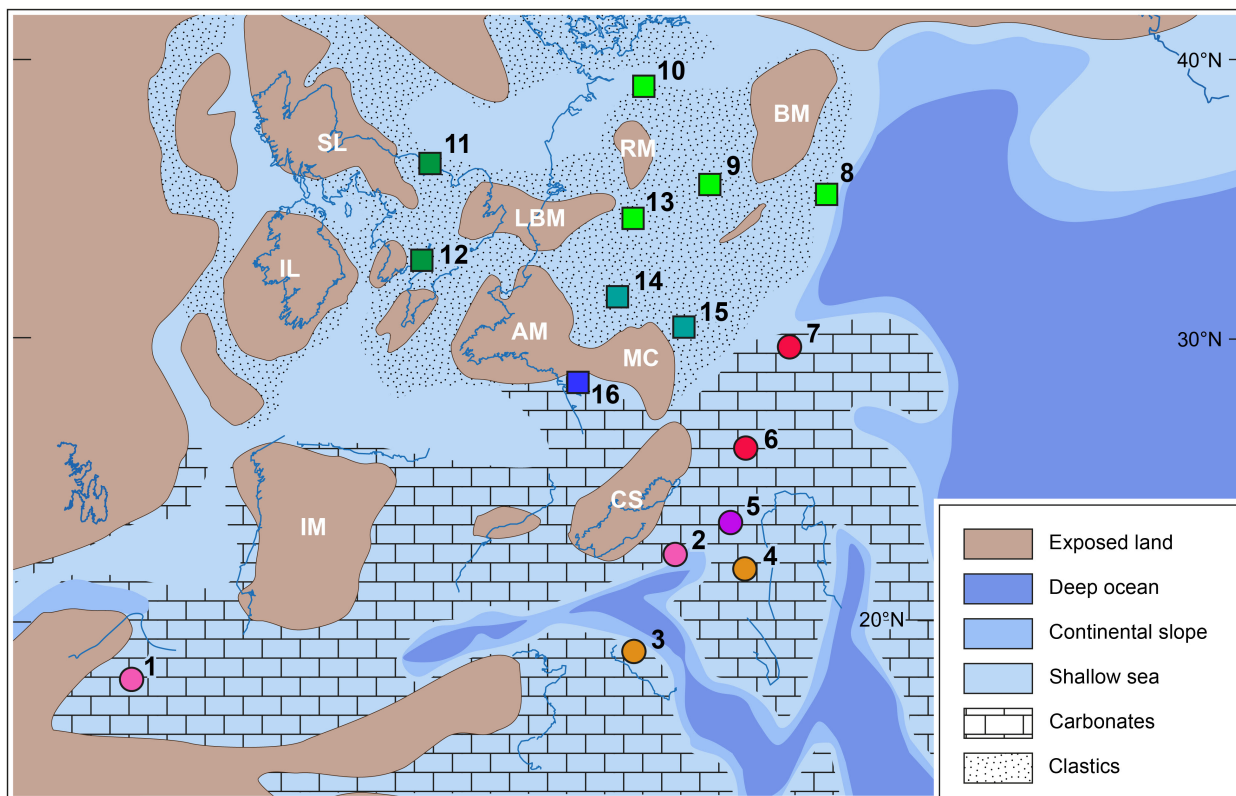 40°N
10
BM
SL
11
RM
9
8
13
LBM
12
IL
14
15
7
30°N
AM
MC
16
6
5
CS
IM
2
4
Exposed land
Deep ocean
20°N
Continental slope
3
1
Shallow sea
Carbonates
Clastics